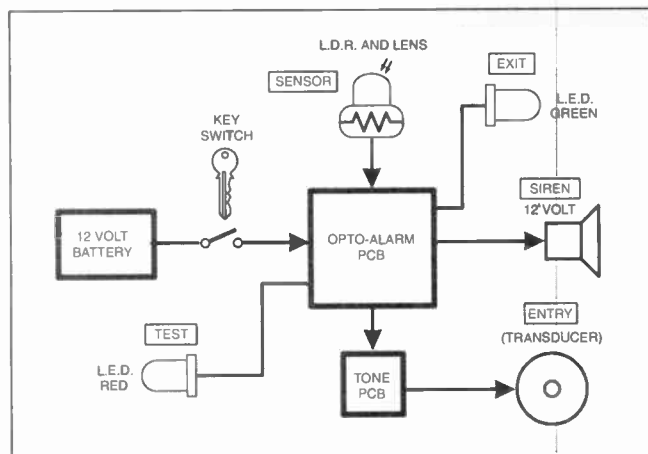 L.D.R. AND LENS
SENSOR
EXIT
L.E.D.
GREEN
KEY
SWITCH
SIREN
12 VOLT
12 VOLT
BATTERY
OPTO-ALARM
PCB
ENTRY
(TRANSDUCER)
TEST
L.E.D.
RED
TONE
PCB